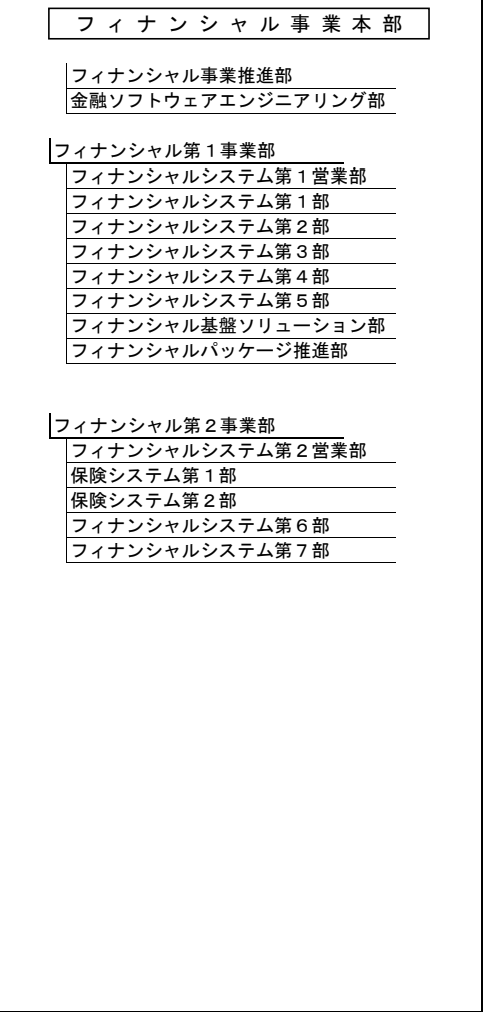 フィナンシャル事業本部
フィナンシャル事業推進部
金融ソフトウェアエンジニアリング部
フィナンシャル第１事業部
フィナンシャルシステム第１営業部
フィナンシャルシステム第１部
フィナンシャルシステム第２部
フィナンシャルシステム第３部
フィナンシャルシステム第４部
フィナンシャルシステム第５部
フィナンシャル基盤ソリューション部
フィナンシャルパッケージ推進部
フィナンシャル第２事業部
フィナンシャルシステム第２営業部
保険システム第１部
保険システム第２部
フィナンシャルシステム第６部
フィナンシャルシステム第７部